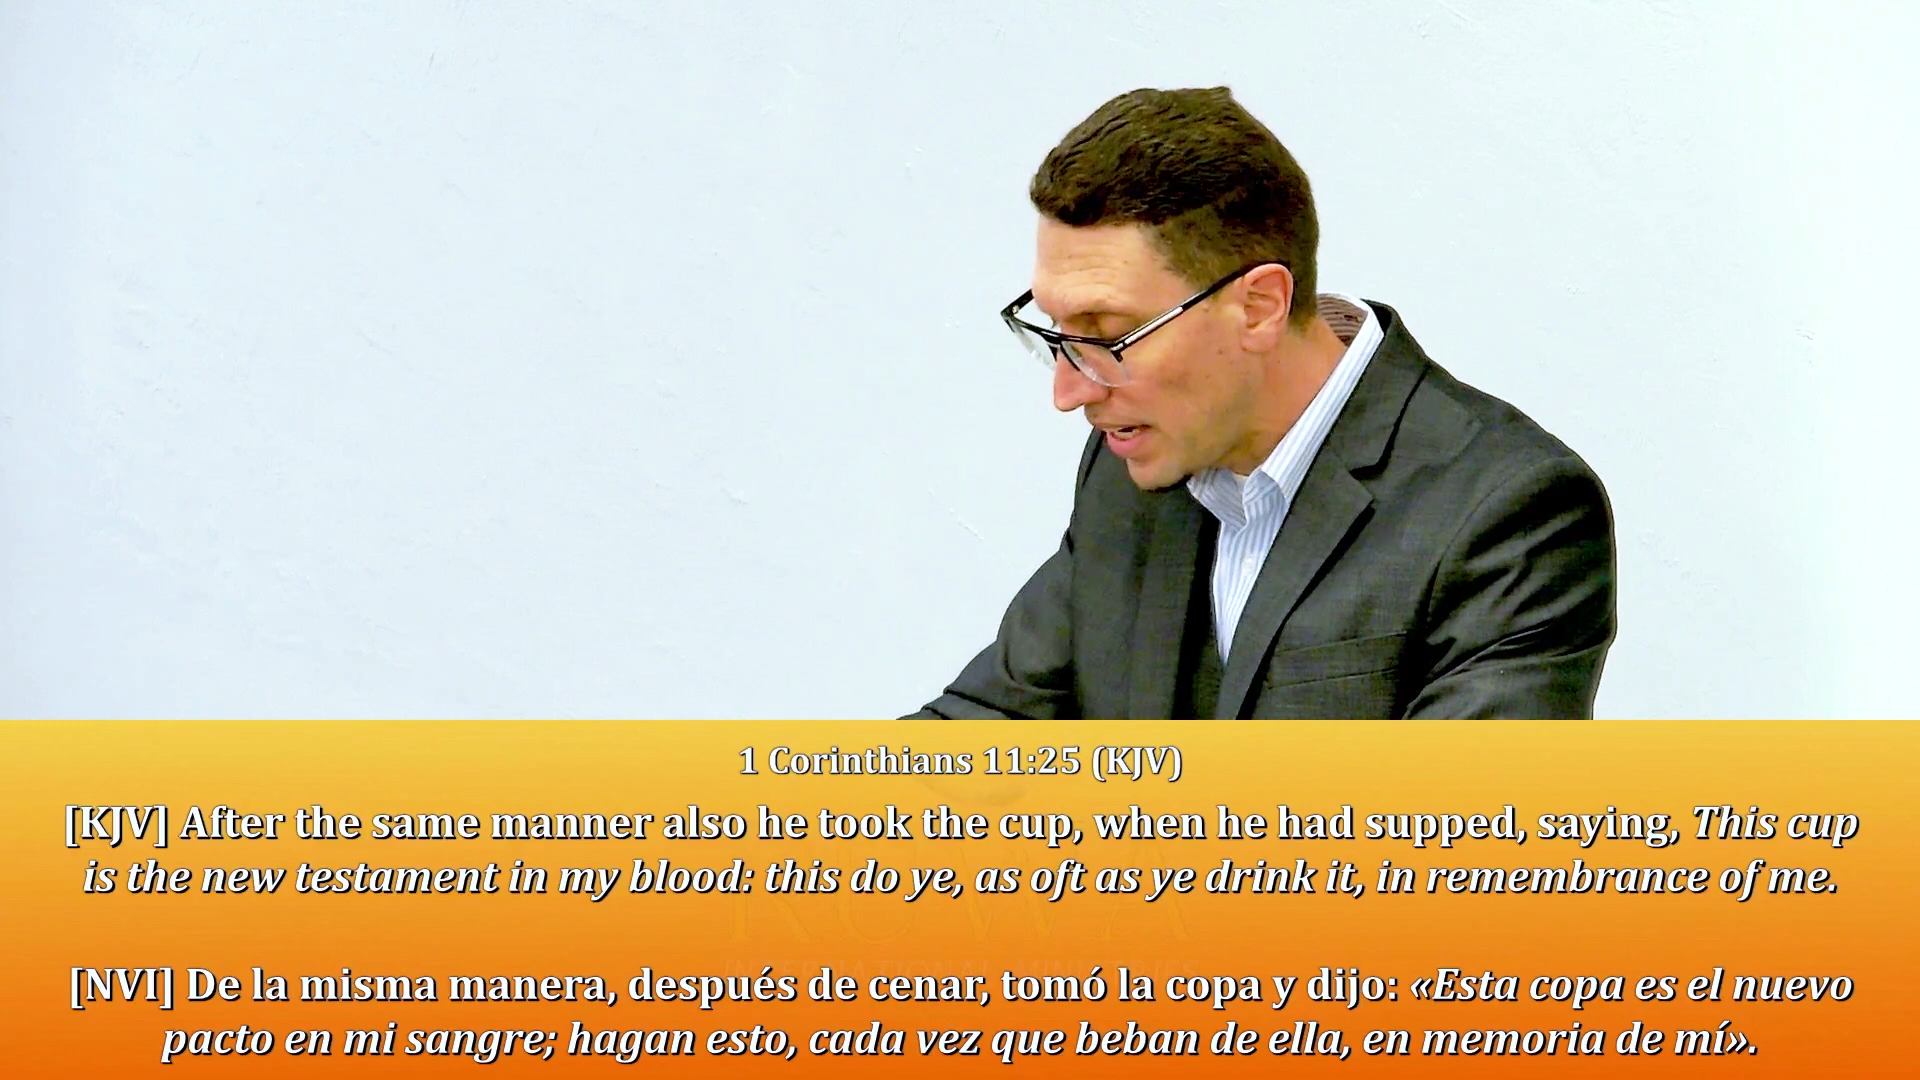 1 Corinthians 11:25 (KJV)
[KJV] After the same manner also he took the cup, when he had supped, saying, This cup
is the new testament in my blood: this do ye, as oft as ye drink it, in remembrance of me.
RUWA
INTERNATIONAL MINISTRIES
[NVI] De la misma manera, después de cenar, tomó la copa y dijo: «Esta copa es el nuevo
pacto en mi sangre; hagan esto, cada vez que beban de ella, en memoria de mí».